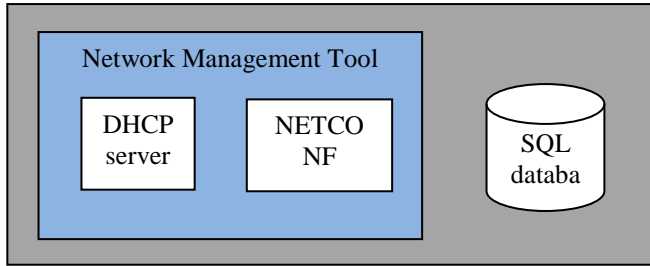 Network Management Tool
DHCP
server
NETCO
NF
SQL
databa